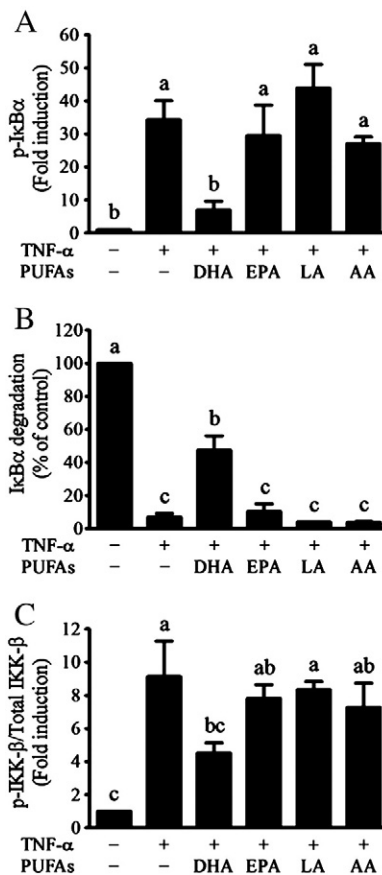 A
p-IκBα
(Fold induction)
60
50
40
30
20
10
0
b a b a a a
TNF-α − + + + + +
PUFAs − − DHA EPA LA AA
B
IκBα degradation
(% of control)
120
100
80
60
40
20
0
a c b c c c
TNF-α − + + + + +
PUFAs − − DHA EPA LA AA
C
p-IKK-β/Total IKK-β
(Fold induction)
12
10
8
6
4
2
0
c a bc ab a ab
TNF-α − + + + + +
PUFAs − − DHA EPA LA AA